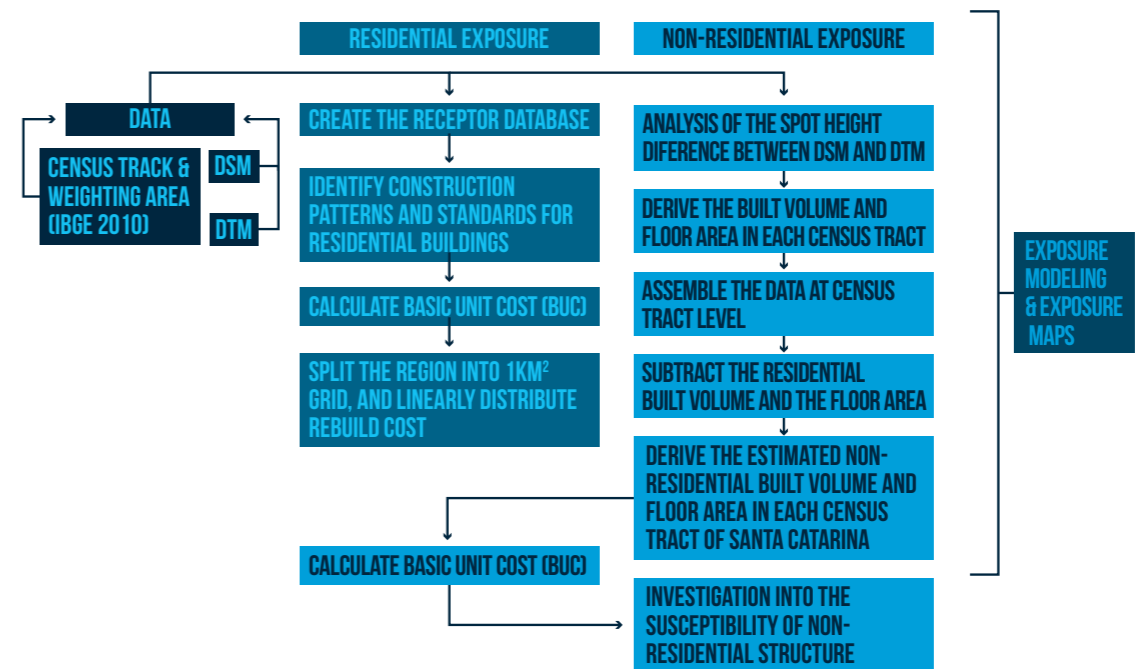 RESIDENTIAL EXPOSURE
NON-RESIDENTIAL EXPOSURE
DATA
CENSUS TRACK &
WEIGHTING AREA
(IBGE 2010)
DSM
DTM
CREATE THE RECEPTOR DATABASE
IDENTIFY CONSTRUCTION
PATTERNS AND STANDARDS FOR
RESIDENTIAL BUILDINGS
CALCULATE BASIC UNIT COST (BUC)
SPLIT THE REGION INTO 1KM²
GRID, AND LINEARLY DISTRIBUTE
REBUILD COST
ANALYSIS OF THE SPOT HEIGHT
DIFERENCE BETWEEN DSM AND DTM
DERIVE THE BUILT VOLUME AND
FLOOR AREA IN EACH CENSUS TRACT
ASSEMBLE THE DATA AT CENSUS
TRACT LEVEL
SUBTRACT THE RESIDENTIAL
BUILT VOLUME AND THE FLOOR AREA
DERIVE THE ESTIMATED NON-
RESIDENTIAL BUILT VOLUME AND
FLOOR AREA IN EACH CENSUS
TRACT OF SANTA CATARINA
CALCULATE BASIC UNIT COST (BUC)
INVESTIGATION INTO THE
SUSCEPTIBILITY OF NON-
RESIDENTIAL STRUCTURE
EXPOSURE
MODELING
& EXPOSURE
MAPS